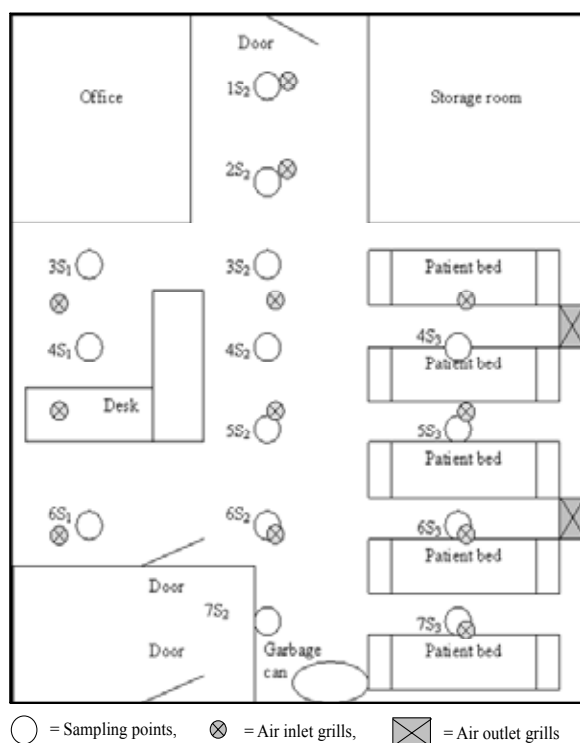 Door
Office
1S2
Storage room
2S2
3S1
3S2
Patient bed
4S1
4S2
4S3
Patient bed
Desk
5S2
5S3
Patient bed
6S1
6S2
6S3
Door
Patient bed
7S2
7S3
Door
Garbage
can
Patient bed
= Sampling points,
= Air inlet grills,
= Air outlet grills